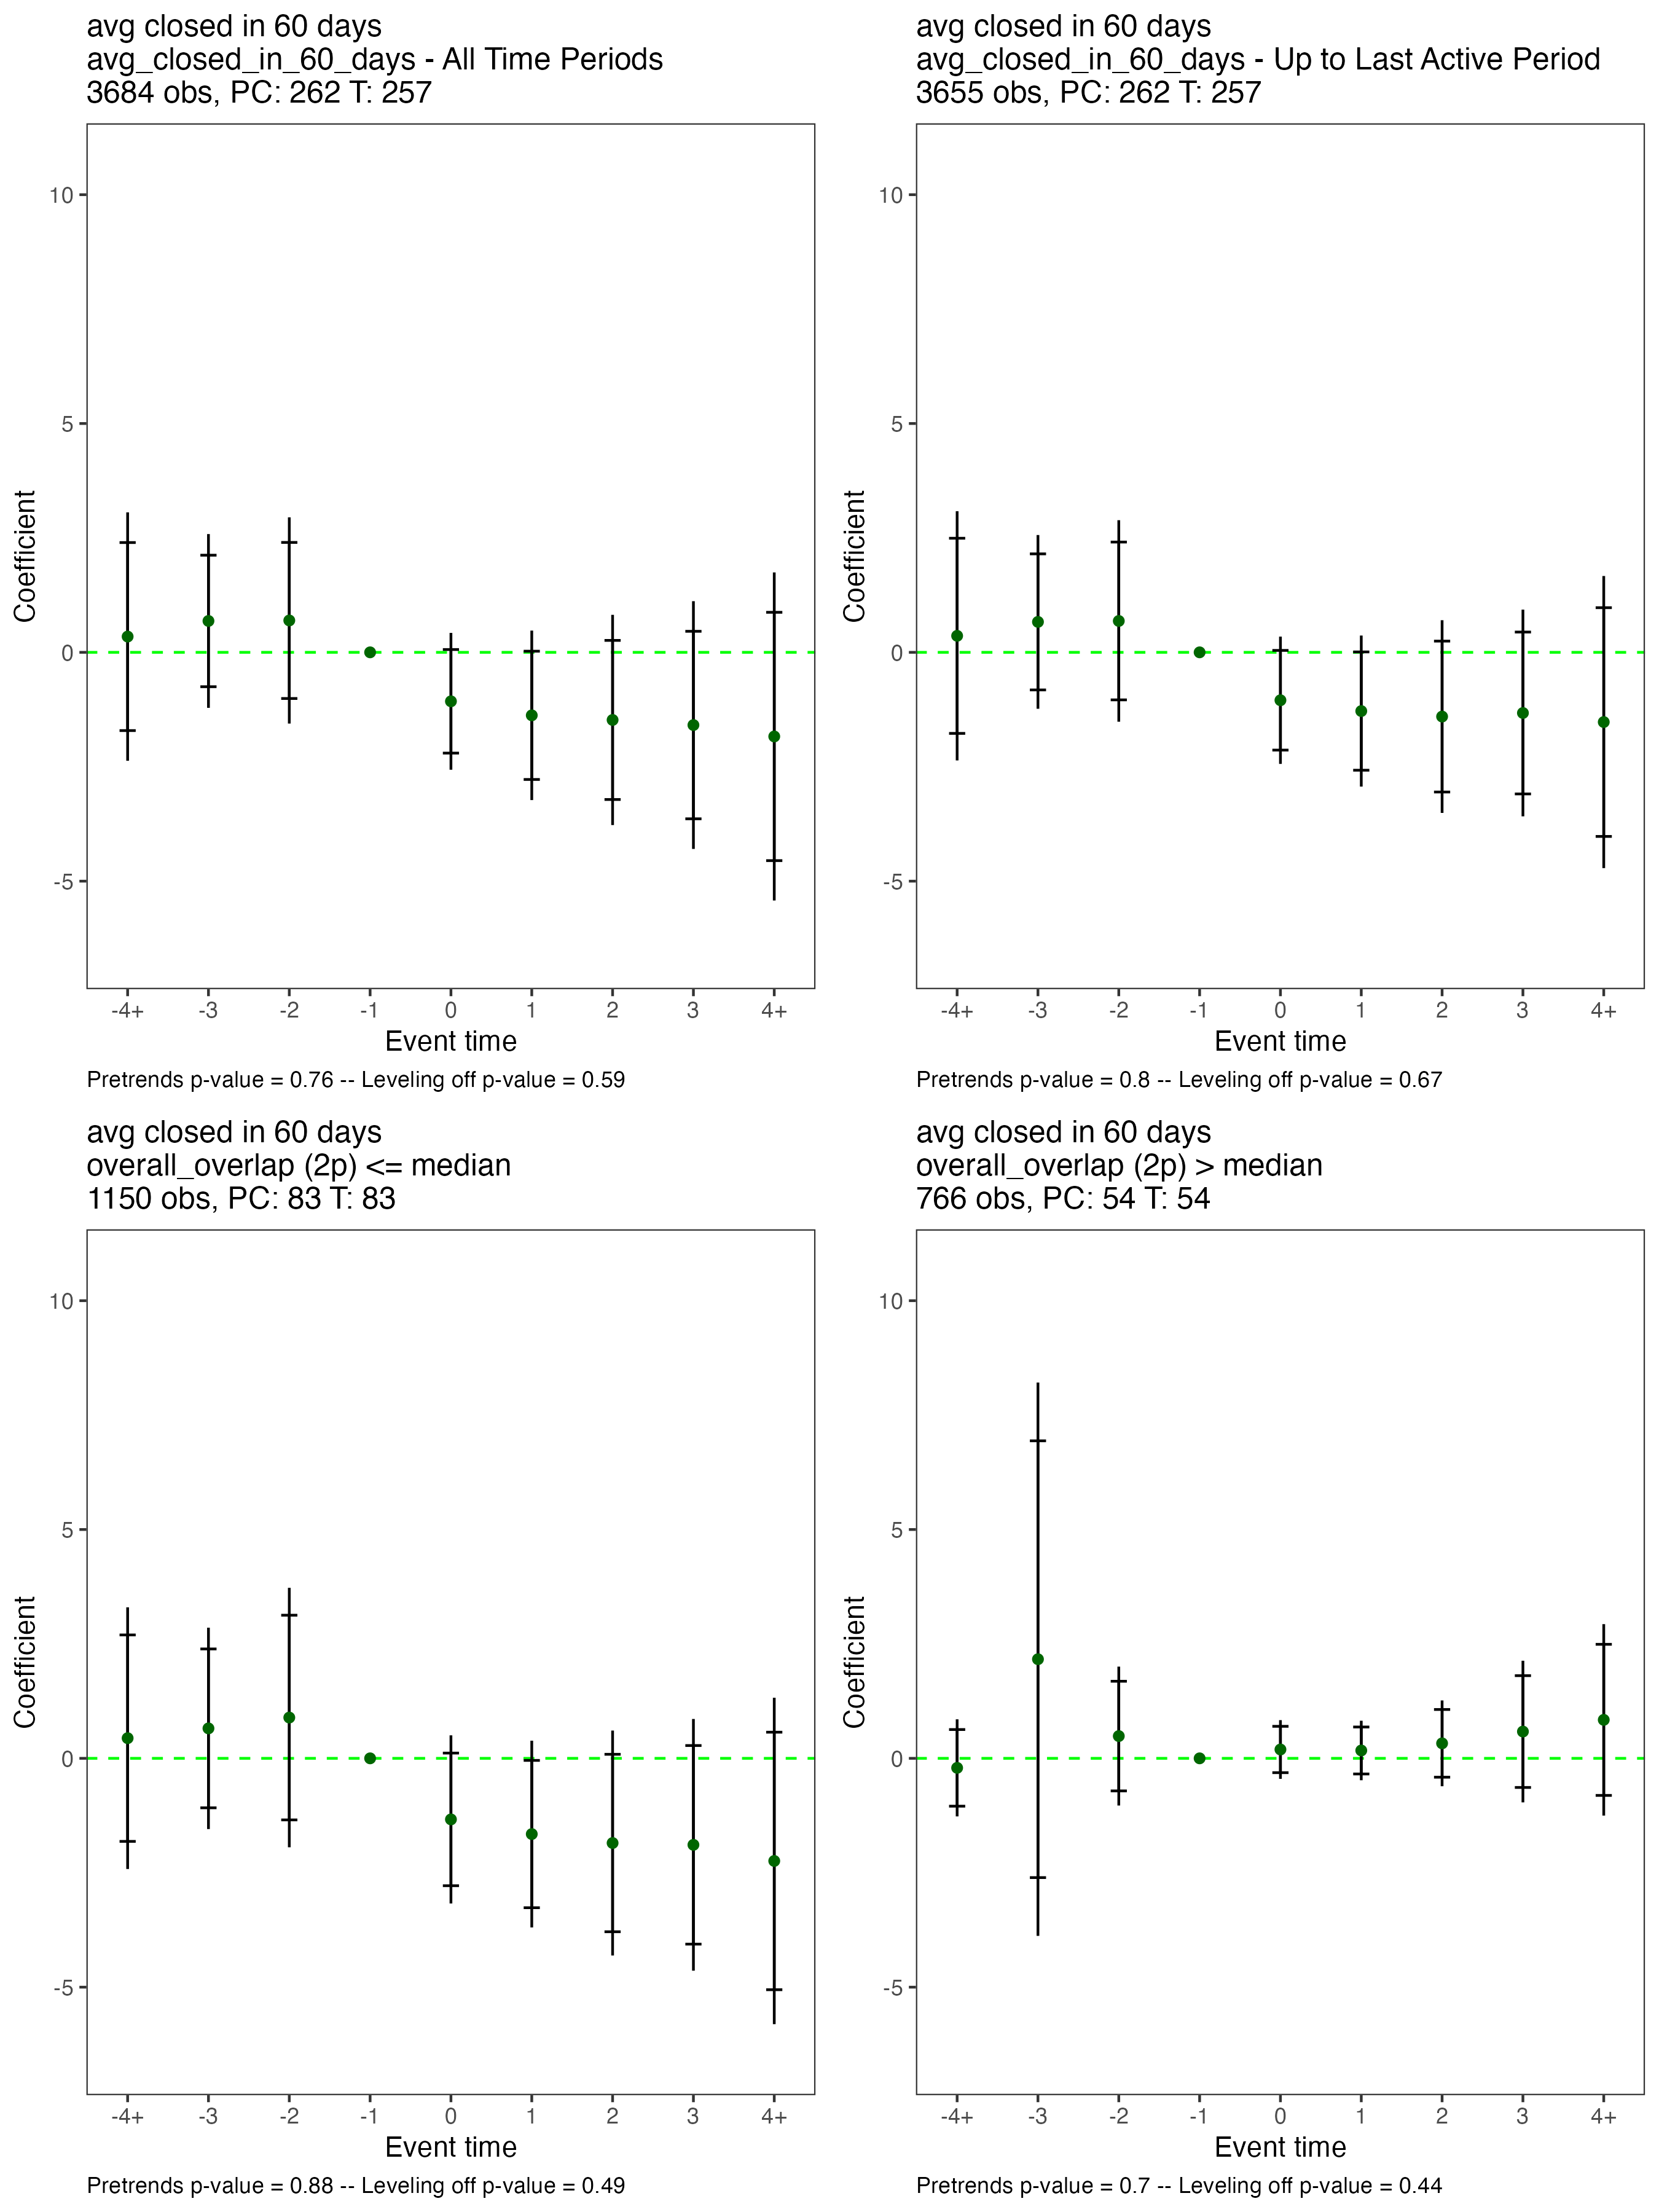 avg closed in 60 days
avg_closed_in_60_days - All Time Periods
3684 obs, PC: 262 T: 257
10
5
0
-5
Coefficient
-4+ -3 -2 -1 0 1 2 3 4+
Event time
Pretrends p-value = 0.76 -- Leveling off p-value = 0.59
avg closed in 60 days
avg_closed_in_60_days - Up to Last Active Period
3655 obs, PC: 262 T: 257
10
5
0
-5
Coefficient
-4+ -3 -2 -1 0 1 2 3 4+
Event time
Pretrends p-value = 0.8 -- Leveling off p-value = 0.67
avg closed in 60 days
overall_overlap (2p) <= median
1150 obs, PC: 83 T: 83
10
5
0
-5
Coefficient
-4+ -3 -2 -1 0 1 2 3 4+
Event time
Pretrends p-value = 0.88 -- Leveling off p-value = 0.49
avg closed in 60 days
overall_overlap (2p) > median
766 obs, PC: 54 T: 54
10
5
0
-5
Coefficient
-4+ -3 -2 -1 0 1 2 3 4+
Event time
Pretrends p-value = 0.7 -- Leveling off p-value = 0.44